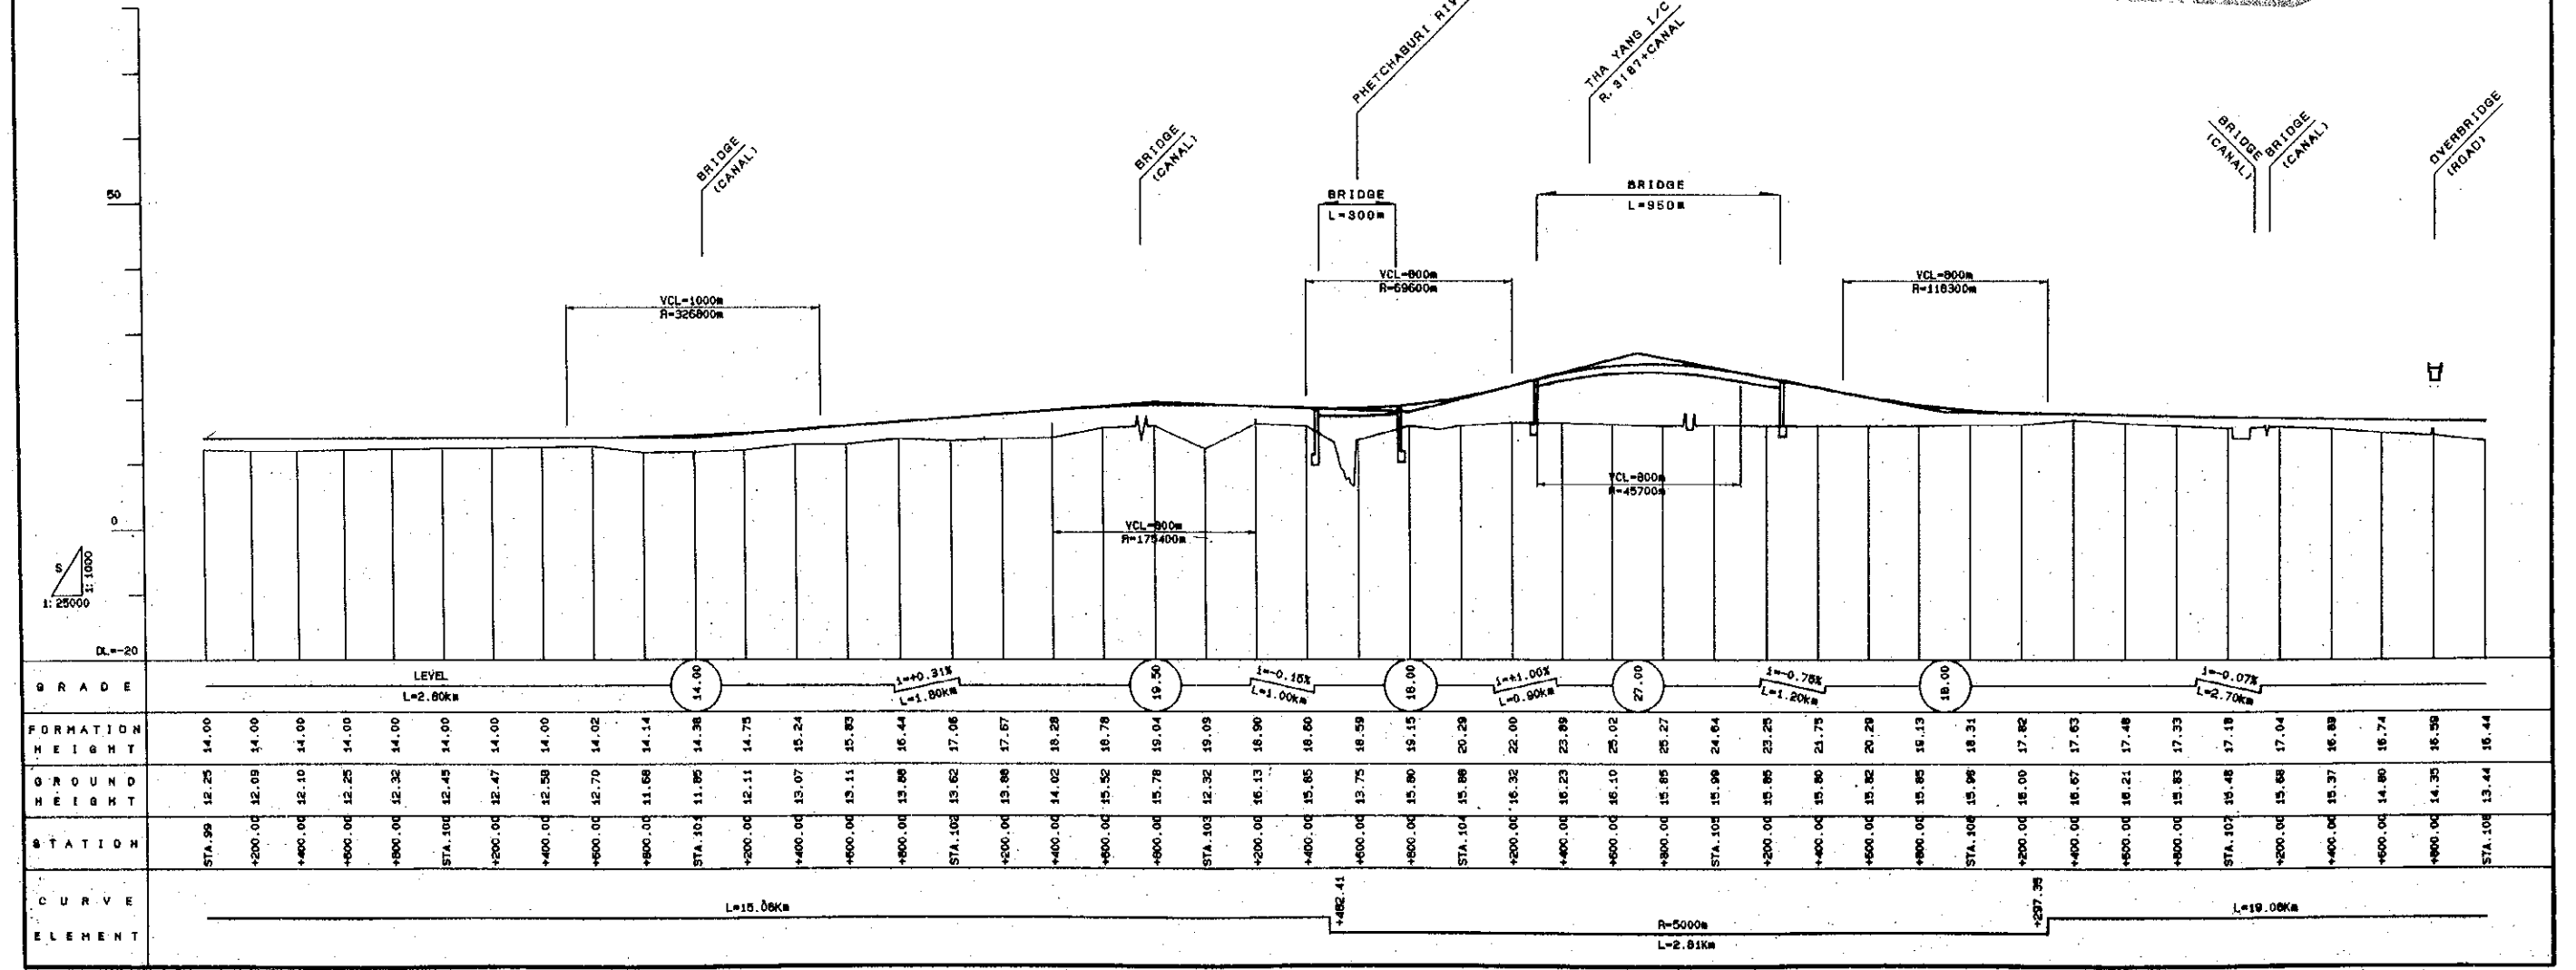 PHETCHABURI RIV
THA YANG I/C
R. 3187+CANAL
BRIDGE
(CANAL)
BRIDGE
(CANAL)
BRIDGE
(CANAL)
BRIDGE
(CANAL)
OVERBRIDGE
(ROAD)
50
BRIDGE
L=300m
BRIDGE
L=950m
VCL=1000m
R=326800m
VCL=800m
R=69600m
VCL=800m
R=118300m
VCL=800m
R=45700m
0
VCL=800m
R=175400m
S
1:1000
1:25000
DL=-20
GRADE
LEVEL
L=2.80km
14.00
i=+0.31%
L=1.80km
19.50
i=-0.15%
L=1.00km
18.00
i=+1.00%
L=0.90km
27.00
i=-0.75%
L=1.20km
18.00
i=-0.07%
L=2.70km
FORMATION
HEIGHT
14.00 14.00 14.00 14.00 14.00 14.00 14.00 14.00 14.02 14.14 14.38 14.75 15.24 15.83 16.44 17.06 17.67 18.28 18.78 19.04 19.09 18.90 18.60 18.59 19.15 20.29 22.00 23.89 25.02 25.27 24.64 23.25 21.75 20.29 19.13 18.31 17.82 17.63 17.48 17.33 17.18 17.04 16.89 16.74 16.59 16.44
GROUND
HEIGHT
12.25 12.09 12.10 12.25 12.32 12.45 12.47 12.59 12.70 11.68 11.85 12.11 13.07 13.11 13.88 13.62 13.88 14.02 15.52 15.78 12.32 16.13 15.85 13.75 15.80 15.88 16.32 16.23 16.10 15.85 15.99 15.85 15.80 15.82 15.85 15.98 16.00 16.67 16.21 15.83 15.48 15.68 15.37 14.80 14.35 13.44
STATION
STA.99 +200.00 +400.00 +600.00 +800.00 STA.100 +200.00 +400.00 +600.00 +800.00 STA.101 +200.00 +400.00 +600.00 +800.00 STA.102 +200.00 +400.00 +600.00 +800.00 STA.103 +200.00 +400.00 +600.00 +800.00 STA.104 +200.00 +400.00 +600.00 +800.00 STA.105 +200.00 +400.00 +600.00 +800.00 STA.106 +200.00 +400.00 +600.00 +800.00 STA.107 +200.00 +400.00 +600.00 +800.00 STA.108
CURVE
ELEMENT
L=15.06Km
+482.41
R=5000m
L=2.81Km
+297.35
L=19.06Km